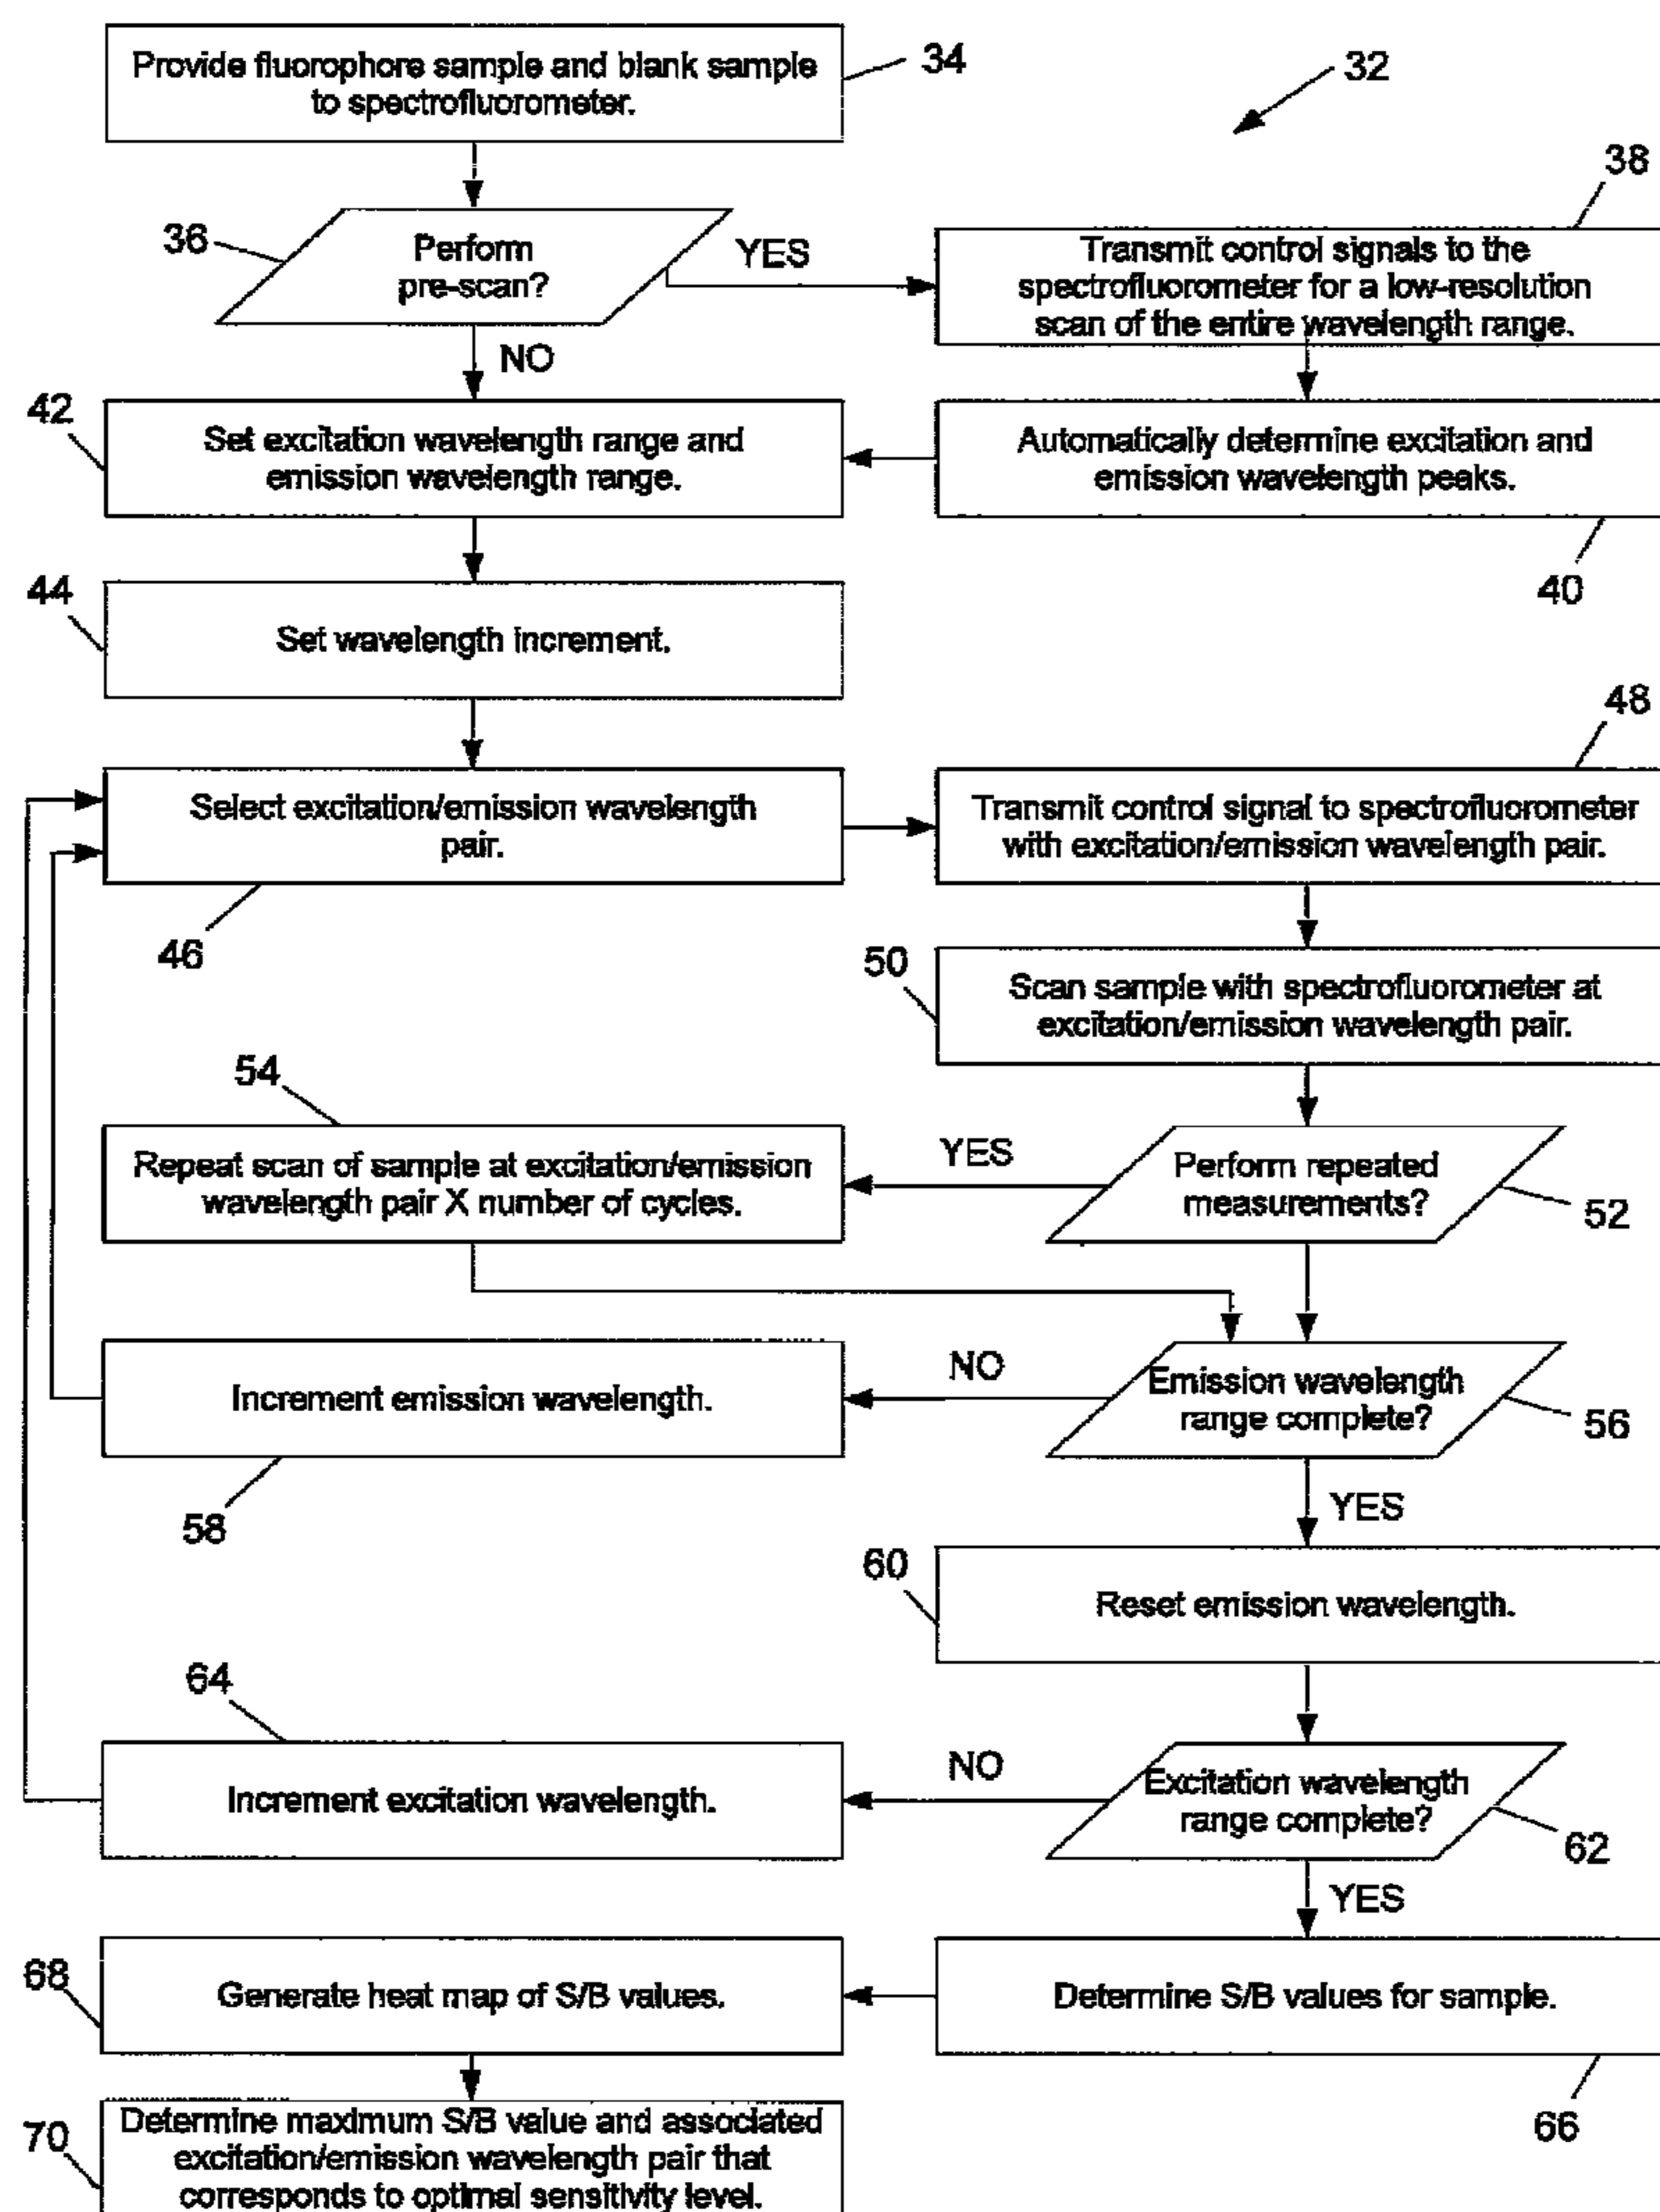 Provide fluorophore sample and blank sample
to spectrofluorometer.
34
32
38
36
Perform
pre-scan?
YES
Transmit control signals to the
spectrofluorometer for a low-resolution
scan of the entire wavelength range.
NO
42
Set excitation wavelength range and
emission wavelength range.
Automatically determine excitation and
emission wavelength peaks.
40
44
Set wavelength increment.
48
Select excitation/emission wavelength
pair.
46
Transmit control signal to spectrofluorometer
with excitation/emission wavelength pair.
50
Scan sample with spectrofluorometer at
excitation/emission wavelength pair.
54
Repeat scan of sample at excitation/emission
wavelength pair X number of cycles.
YES
Perform repeated
measurements?
52
Increment emission wavelength.
58
NO
Emission wavelength
range complete?
56
YES
60
Reset emission wavelength.
64
Increment excitation wavelength.
NO
Excitation wavelength
range complete?
62
YES
68
Generate heat map of S/B values.
Determine S/B values for sample.
66
70
Determine maximum S/B value and associated
excitation/emission wavelength pair that
corresponds to optimal sensitivity level.